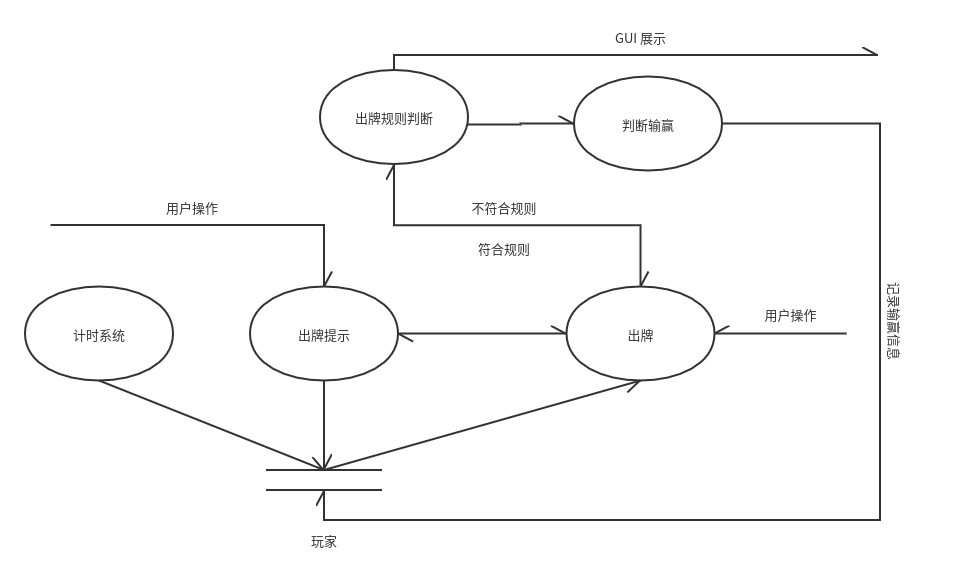 GUI 展示
出牌规则判断
判断输赢
用户操作
不符合规则
符合规则
计时系统
出牌提示
出牌
用户操作
记录输赢信息
玩家